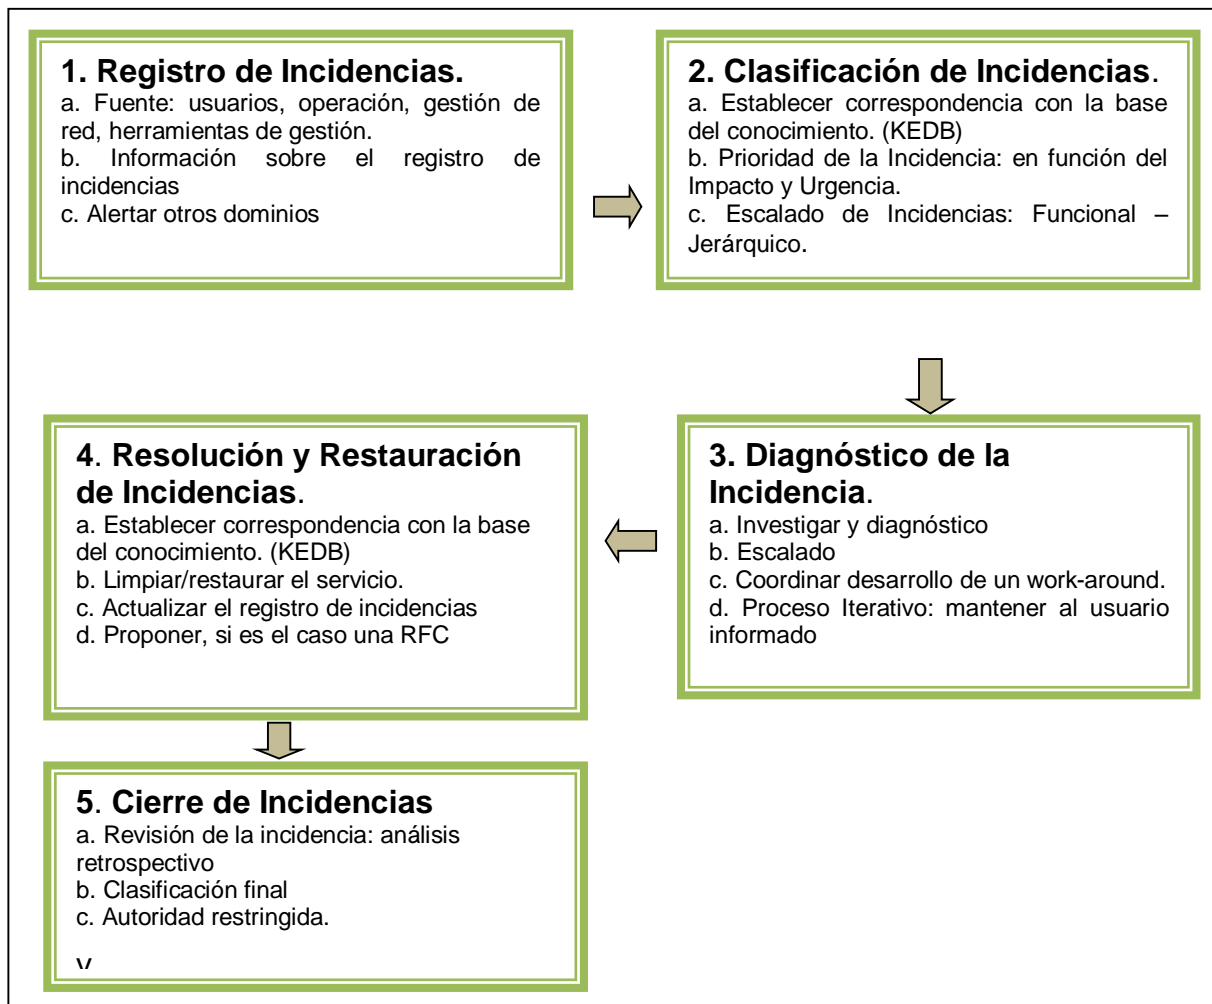 1. Registro de Incidencias.
a. Fuente: usuarios, operación, gestión de
red, herramientas de gestión.
b. Información sobre el registro de
incidencias
c. Alertar otros dominios
2. Clasificación de Incidencias.
a. Establecer correspondencia con la base
del conocimiento. (KEDB)
b. Prioridad de la Incidencia: en función del
Impacto y Urgencia.
c. Escalado de Incidencias: Funcional –
Jerárquico.
3. Diagnóstico de la
Incidencia.
a. Investigar y diagnóstico
b. Escalado
c. Coordinar desarrollo de un work-around.
d. Proceso Iterativo: mantener al usuario
informado
4. Resolución y Restauración
de Incidencias.
a. Establecer correspondencia con la base
del conocimiento. (KEDB)
b. Limpiar/restaurar el servicio.
c. Actualizar el registro de incidencias
d. Proponer, si es el caso una RFC
5. Cierre de Incidencias
a. Revisión de la incidencia: análisis
retrospectivo
b. Clasificación final
c. Autoridad restringida.